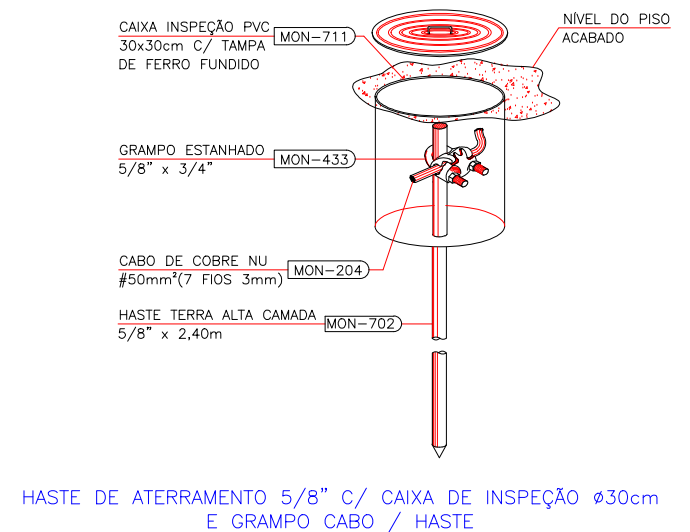 CAIXA INSPEÇÃO PVC
30x30cm C/ TAMPA
DE FERRO FUNDIDO
MON-711
NÍVEL DO PISO
ACABADO
GRAMPO ESTANHADO
5/8" x 3/4"
MON-433
CABO DE COBRE NU
#50mm²(7 FIOS 3mm)
MON-204
HASTE TERRA ALTA CAMADA
5/8" x 2,40m
MON-702
HASTE DE ATERRAMENTO 5/8" C/ CAIXA DE INSPEÇÃO ø30cm
E GRAMPO CABO / HASTE